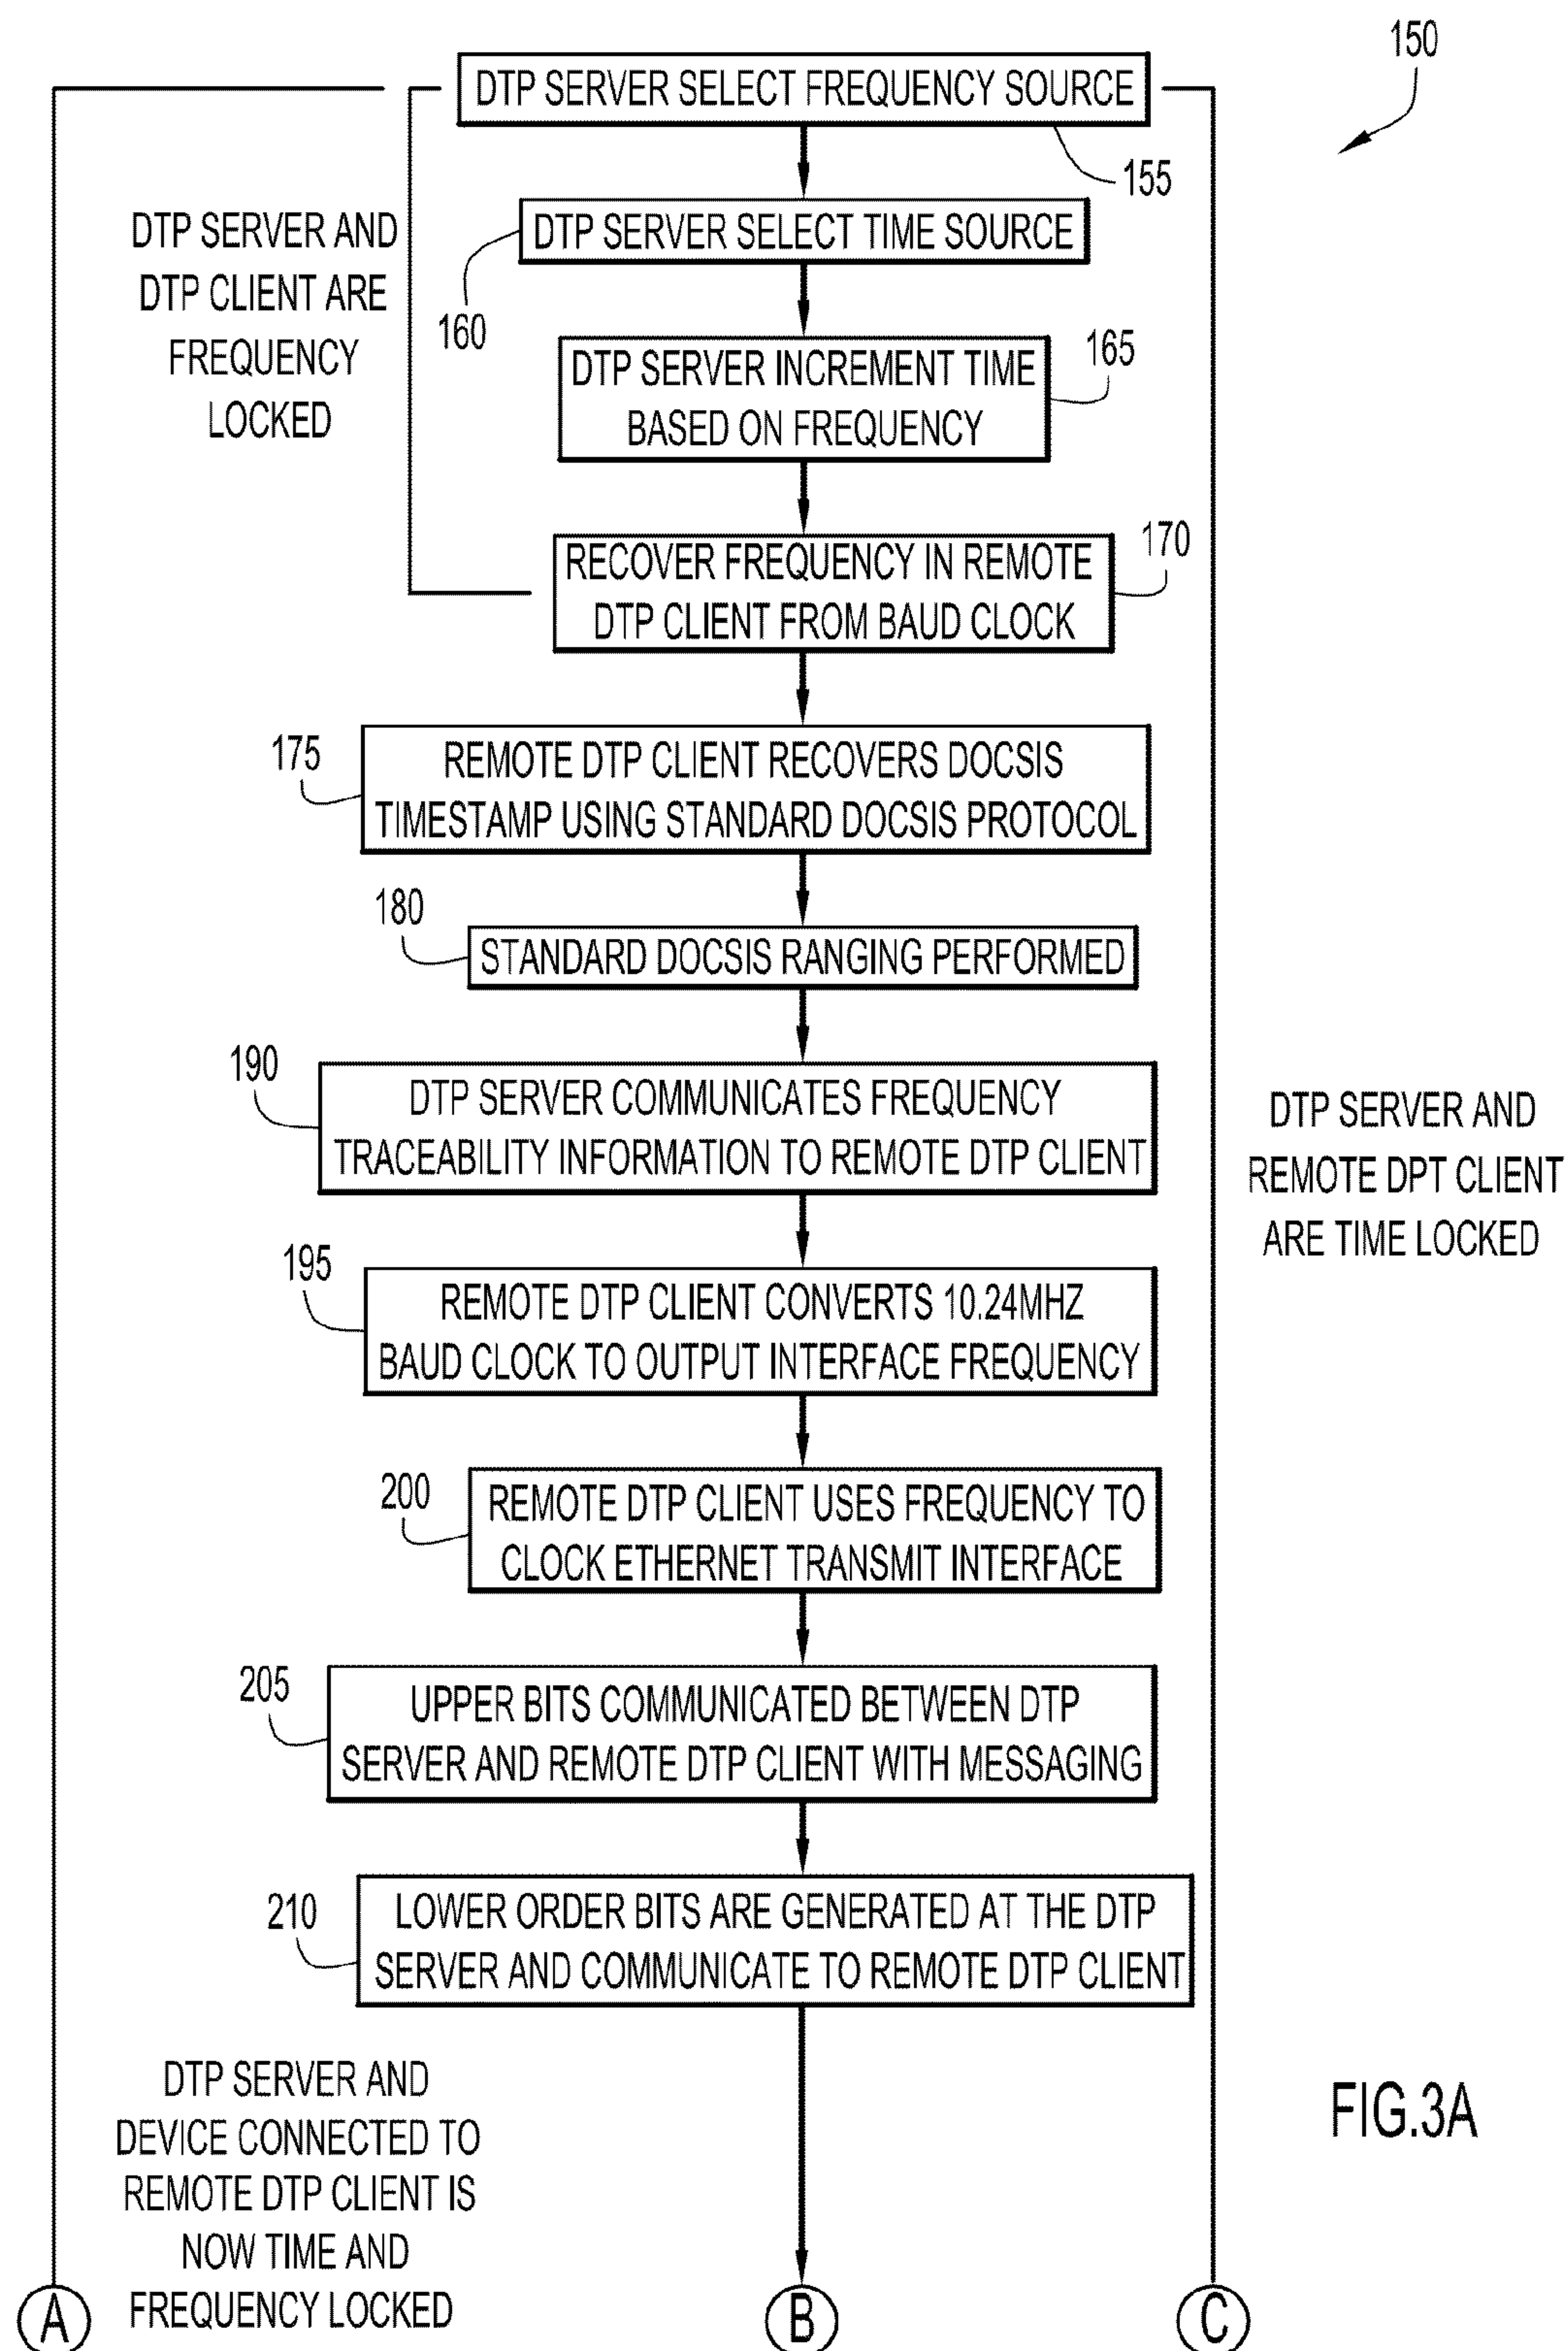 150
DTP SERVER SELECT FREQUENCY SOURCE
155
DTP SERVER AND
DTP CLIENT ARE
FREQUENCY
LOCKED
DTP SERVER SELECT TIME SOURCE
160
DTP SERVER INCREMENT TIME
BASED ON FREQUENCY
165
RECOVER FREQUENCY IN REMOTE
DTP CLIENT FROM BAUD CLOCK
170
175
REMOTE DTP CLIENT RECOVERS DOCSIS
TIMESTAMP USING STANDARD DOCSIS PROTOCOL
180
STANDARD DOCSIS RANGING PERFORMED
190
DTP SERVER COMMUNICATES FREQUENCY
TRACEABILITY INFORMATION TO REMOTE DTP CLIENT
DTP SERVER AND
REMOTE DPT CLIENT
ARE TIME LOCKED
195
REMOTE DTP CLIENT CONVERTS 10.24MHZ
BAUD CLOCK TO OUTPUT INTERFACE FREQUENCY
200
REMOTE DTP CLIENT USES FREQUENCY TO
CLOCK ETHERNET TRANSMIT INTERFACE
205
UPPER BITS COMMUNICATED BETWEEN DTP
SERVER AND REMOTE DTP CLIENT WITH MESSAGING
210
LOWER ORDER BITS ARE GENERATED AT THE DTP
SERVER AND COMMUNICATE TO REMOTE DTP CLIENT
DTP SERVER AND
DEVICE CONNECTED TO
REMOTE DTP CLIENT IS
NOW TIME AND
FREQUENCY LOCKED
FIG.3A
A
B
C